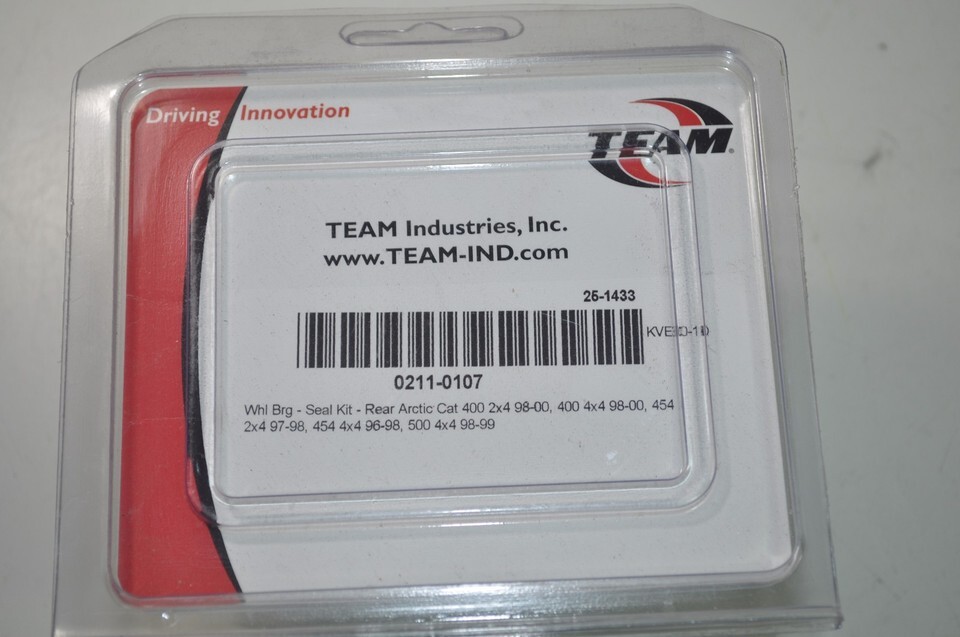 Driving Innovation
TEAM
TEAM Industries, Inc.
www.TEAM-IND.com
25-1433
0211-0107
Whl Brg - Seal Kit - Rear Arctic Cat 400 2x4 98-00, 400 4x4 98-00, 454
2x4 97-98, 454 4x4 96-98, 500 4x4 98-99